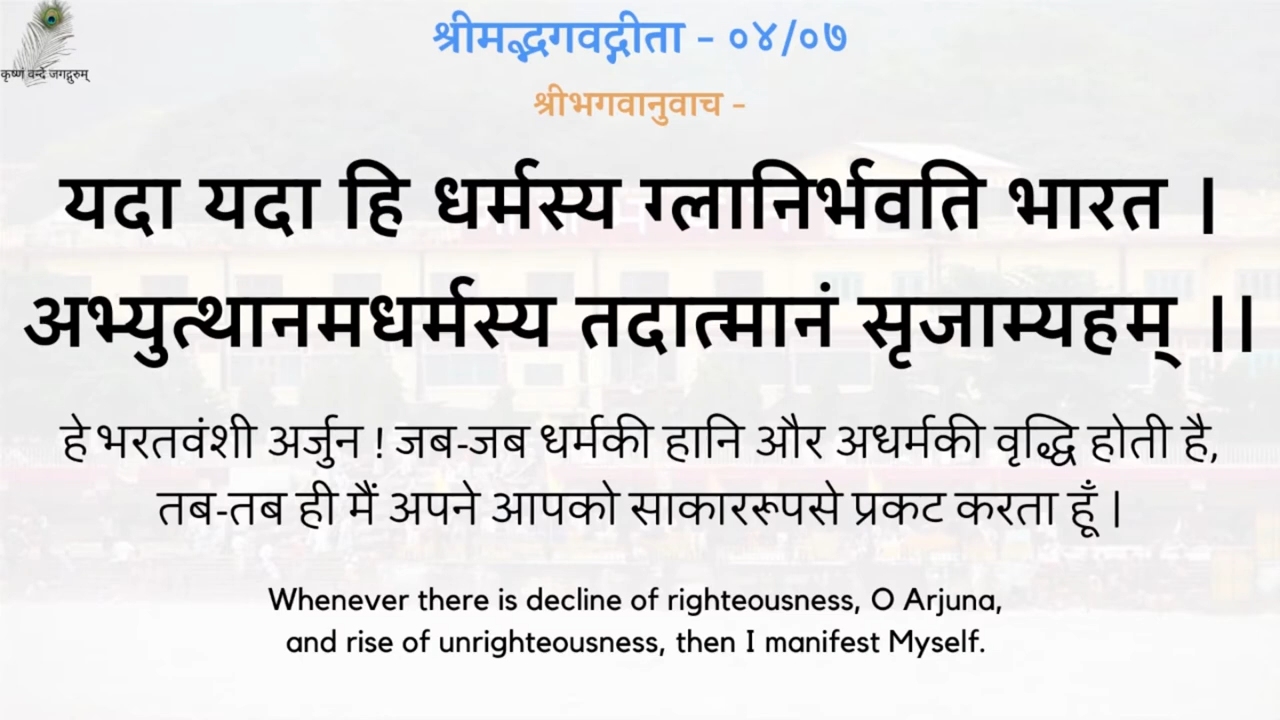 श्रीमद्भगवद्गीता - ०४/०७
कृष्णं वन्दे जगद्गुरुम्
श्रीभगवानुवाच -
यदा यदा हि धर्मस्य ग्लानिर्भवति भारत ।
अभ्युत्थानमधर्मस्य तदात्मानं सृजाम्यहम् ।।
हे भरतवंशी अर्जुन ! जब-जब धर्मकी हानि और अधर्मकी वृद्धि होती है,
तब-तब ही मैं अपने आपको साकाररूपसे प्रकट करता हूँ |
Whenever there is decline of righteousness, O Arjuna,
and rise of unrighteousness, then I manifest Myself.